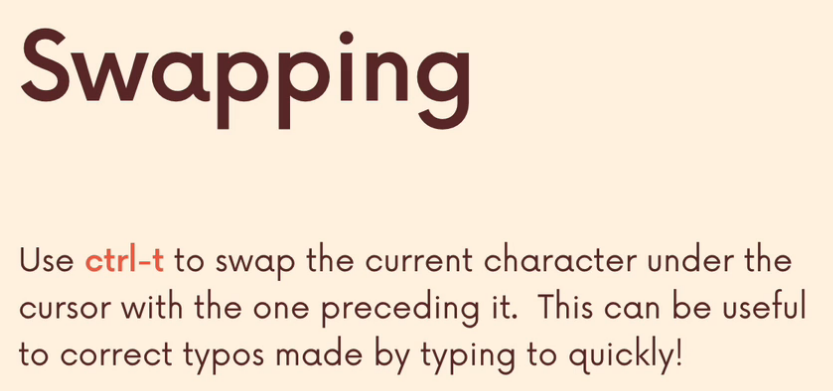 Swapping
Use ctrl-t to swap the current character under the
cursor with the one preceding it.  This can be useful
to correct typos made by typing to quickly!